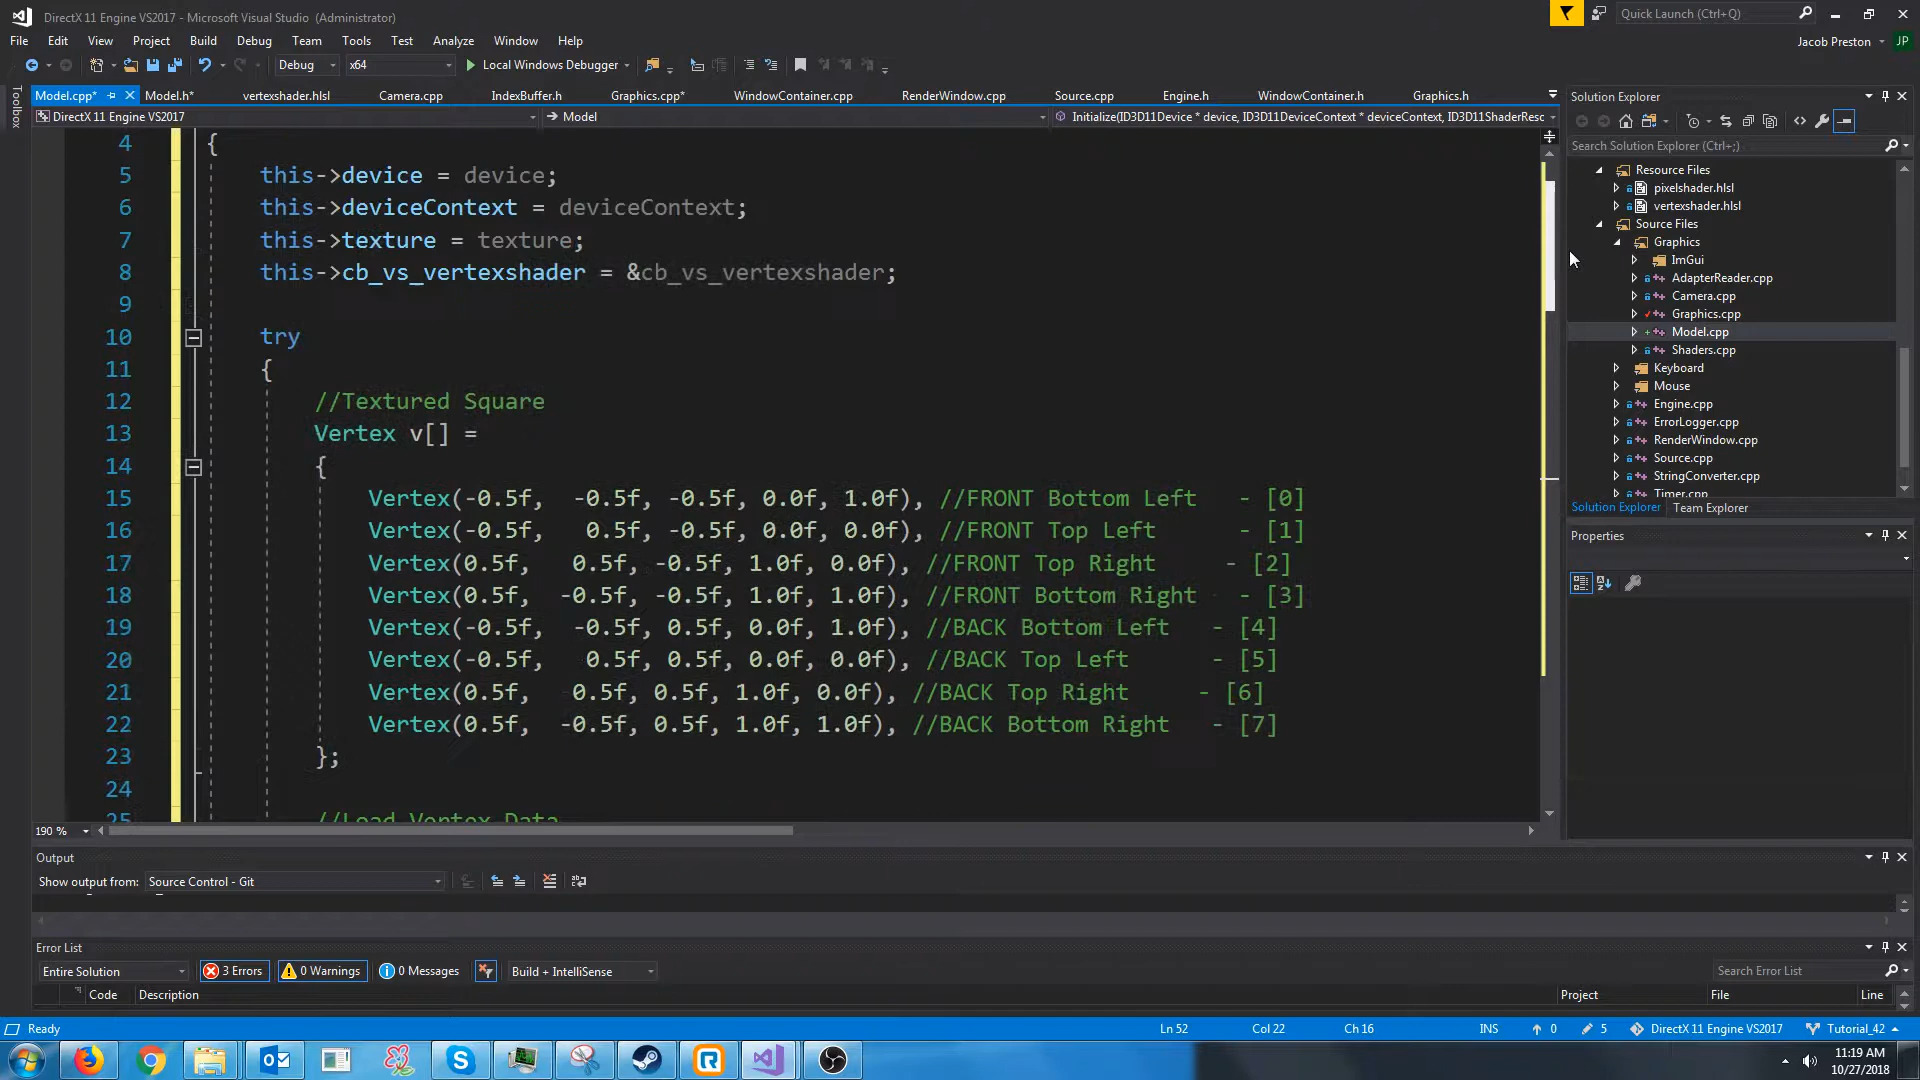 DirectX 11 Engine VS2017 - Microsoft Visual Studio (Administrator)
Quick Launch (Ctrl+Q)
File Edit View Project Build Debug Team Tools Test Analyze Window Help
Jacob Preston JP
Debug x64 Local Windows Debugger
Toolbox
Model.cpp* Model.h* vertexshader.hlsl Camera.cpp IndexBuffer.h Graphics.cpp* WindowContainer.cpp RenderWindow.cpp Source.cpp Engine.h WindowContainer.h Graphics.h
DirectX 11 Engine VS2017 Model Initialize(ID3D11Device * device, ID3D11DeviceContext * deviceContext, ID3D11ShaderResc
4 {
5 this->device = device;
6 this->deviceContext = deviceContext;
7 this->texture = texture;
8 this->cb_vs_vertexshader = &cb_vs_vertexshader;
9
10 try
11 {
12 //Textured Square
13 Vertex v[] =
14 {
15 Vertex(-0.5f, -0.5f, -0.5f, 0.0f, 1.0f), //FRONT Bottom Left - [0]
16 Vertex(-0.5f, 0.5f, -0.5f, 0.0f, 0.0f), //FRONT Top Left - [1]
17 Vertex(0.5f, 0.5f, -0.5f, 1.0f, 0.0f), //FRONT Top Right - [2]
18 Vertex(0.5f, -0.5f, -0.5f, 1.0f, 1.0f), //FRONT Bottom Right - [3]
19 Vertex(-0.5f, -0.5f, 0.5f, 0.0f, 1.0f), //BACK Bottom Left - [4]
20 Vertex(-0.5f, 0.5f, 0.5f, 0.0f, 0.0f), //BACK Top Left - [5]
21 Vertex(0.5f, 0.5f, 0.5f, 1.0f, 0.0f), //BACK Top Right - [6]
22 Vertex(0.5f, -0.5f, 0.5f, 1.0f, 1.0f), //BACK Bottom Right - [7]
23 };
24
25 //Load Vertex Data
190 %
Solution Explorer
Search Solution Explorer (Ctrl+;)
Resource Files
pixelshader.hlsl
vertexshader.hlsl
Source Files
Graphics
ImGui
AdapterReader.cpp
Camera.cpp
Graphics.cpp
Model.cpp
Shaders.cpp
Keyboard
Mouse
Engine.cpp
ErrorLogger.cpp
RenderWindow.cpp
Source.cpp
StringConverter.cpp
Timer.cpp
Solution Explorer Team Explorer
Properties
Output
Show output from: Source Control - Git
Error List
Entire Solution 3 Errors 0 Warnings 0 Messages Build + IntelliSense Search Error List
Code Description Project File Line
Ready Ln 52 Col 22 Ch 16 INS 0 5 DirectX 11 Engine VS2017 Tutorial_42
11:19 AM
10/27/2018